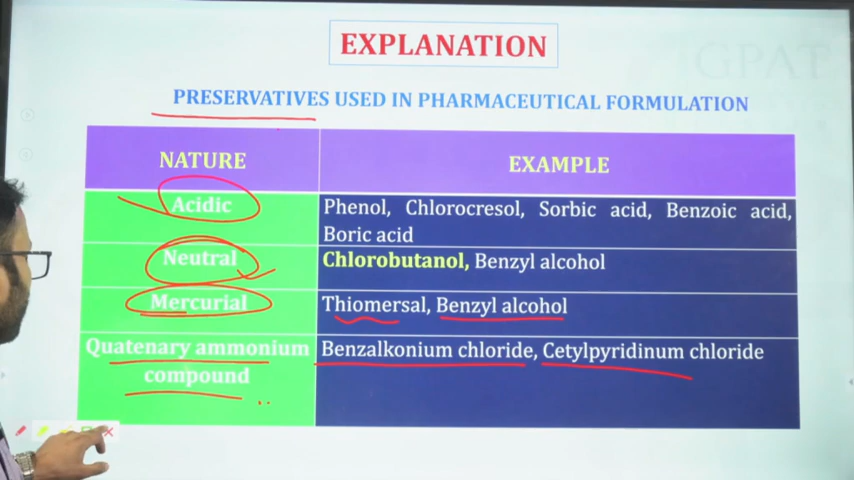 GPAT
EXPLANATION
PRESERVATIVES USED IN PHARMACEUTICAL FORMULATION
NATURE EXAMPLE
Acidic Phenol, Chlorocresol, Sorbic acid, Benzoic acid,
Boric acid
Neutral Chlorobutanol, Benzyl alcohol
Mercurial Thiomersal, Benzyl alcohol
Quatenary ammonium Benzalkonium chloride, Cetylpyridinum chloride
compound